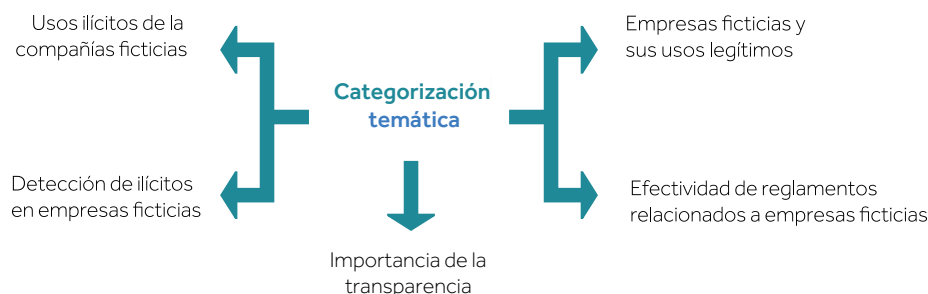 Usos ilícitos de la
compañías ficticias
Empresas ficticias y
sus usos legítimos
Categorización
temática
Detección de ilícitos
en empresas ficticias
Efectividad de reglamentos
relacionados a empresas ficticias
Importancia de la
transparencia